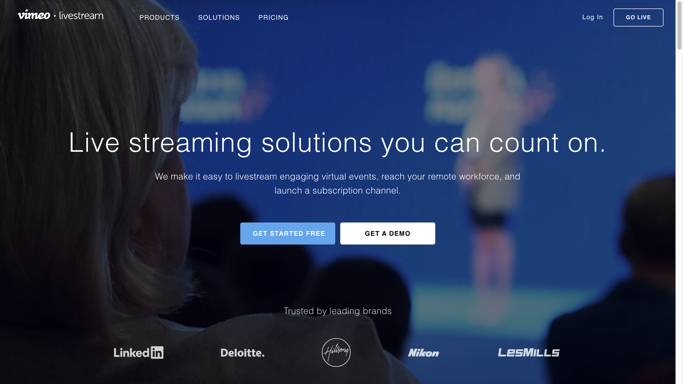 vimeo · livestream
PRODUCTS
SOLUTIONS
PRICING
Log In
GO LIVE
Live streaming solutions you can count on.
We make it easy to livestream engaging virtual events, reach your remote workforce, and
launch a subscription channel.
GET STARTED FREE
GET A DEMO
Trusted by leading brands
Linkedin
Deloitte.
Hillsong
Nikon
LesMILLS